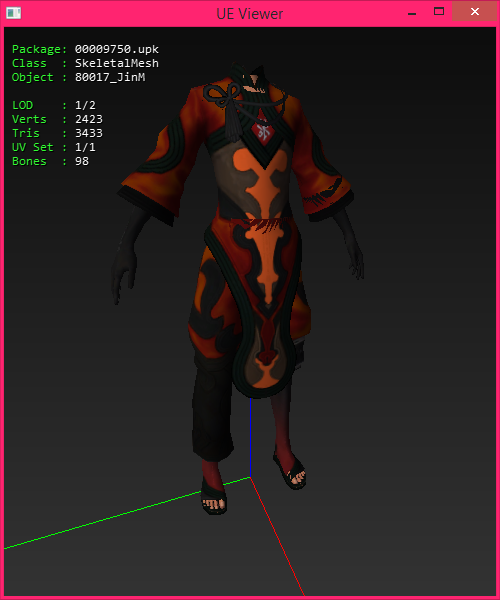 UE Viewer
Package: 00009750.upk
Class : SkeletalMesh
Object : 80017_JinM
LOD : 1/2
Verts : 2423
Tris : 3433
UV Set : 1/1
Bones : 98